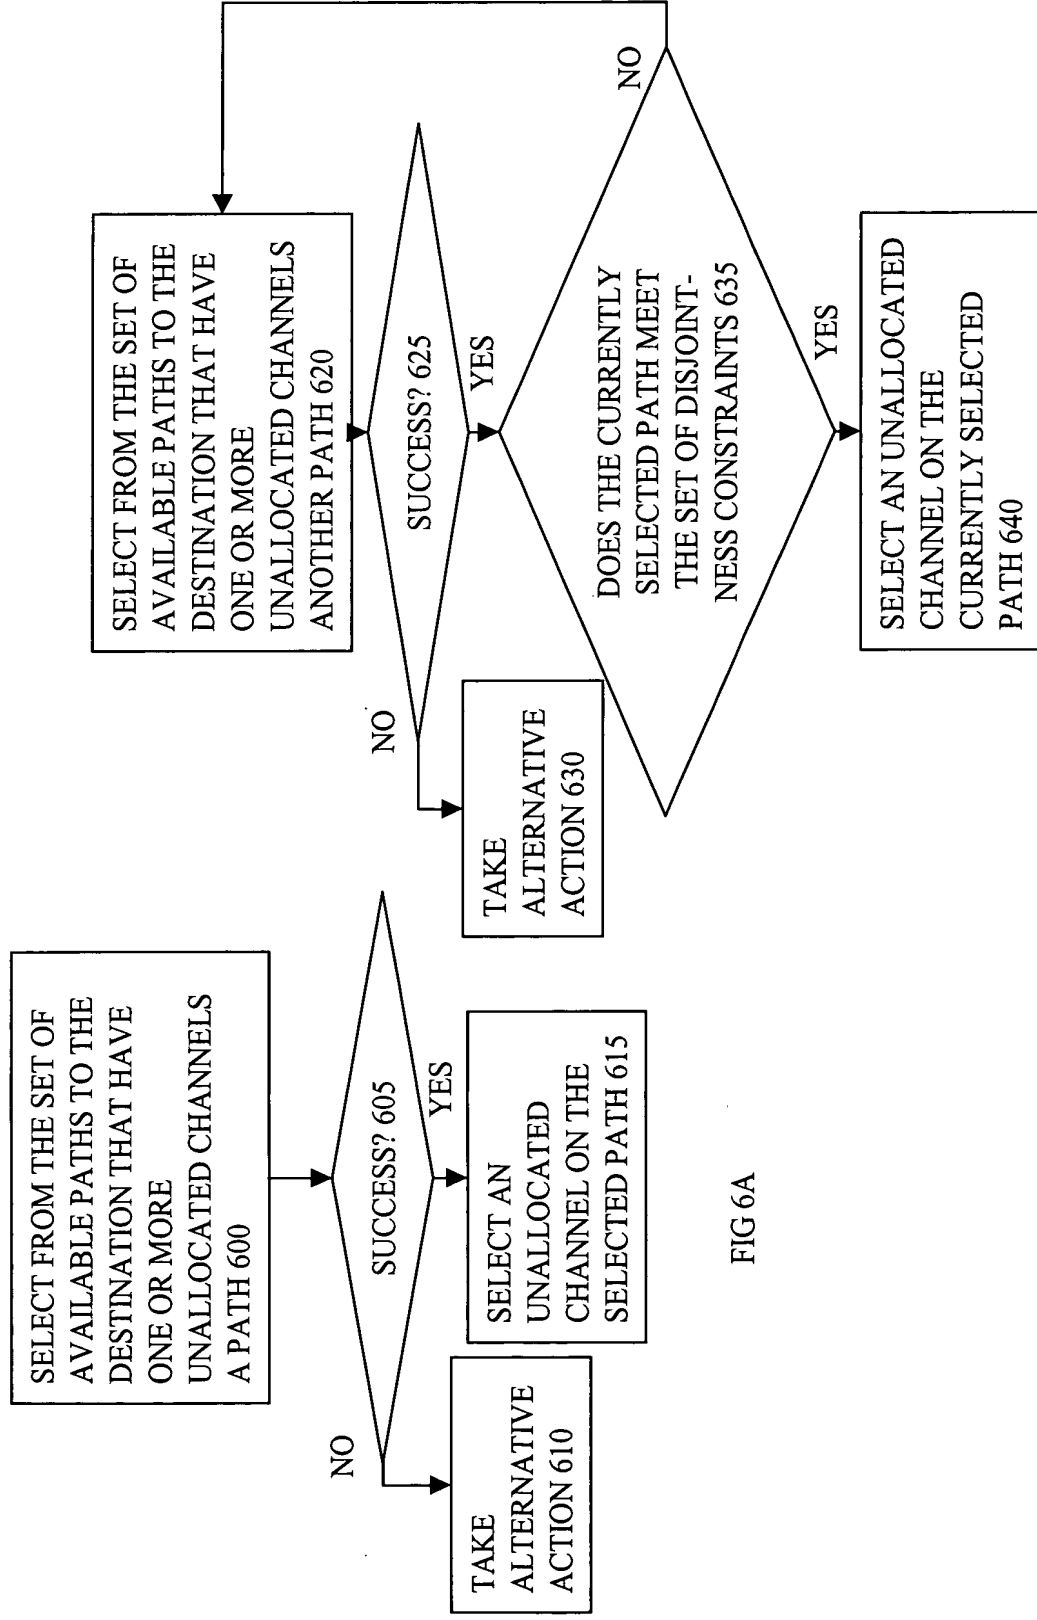 SELECT FROM THE SET OF
AVAILABLE PATHS TO THE
DESTINATION THAT HAVE
ONE OR MORE
UNALLOCATED CHANNELS
A PATH 600
SUCCESS? 605
NO
YES
TAKE
ALTERNATIVE
ACTION 610
SELECT AN
UNALLOCATED
CHANNEL ON THE
SELECTED PATH 615
SELECT FROM THE SET OF
AVAILABLE PATHS TO THE
DESTINATION THAT HAVE
ONE OR MORE
UNALLOCATED CHANNELS
ANOTHER PATH 620
SUCCESS? 625
NO
YES
TAKE
ALTERNATIVE
ACTION 630
DOES THE CURRENTLY
SELECTED PATH MEET
THE SET OF DISJOINT-
NESS CONSTRAINTS 635
NO
YES
SELECT AN UNALLOCATED
CHANNEL ON THE
CURRENTLY SELECTED
PATH 640
FIG 6A